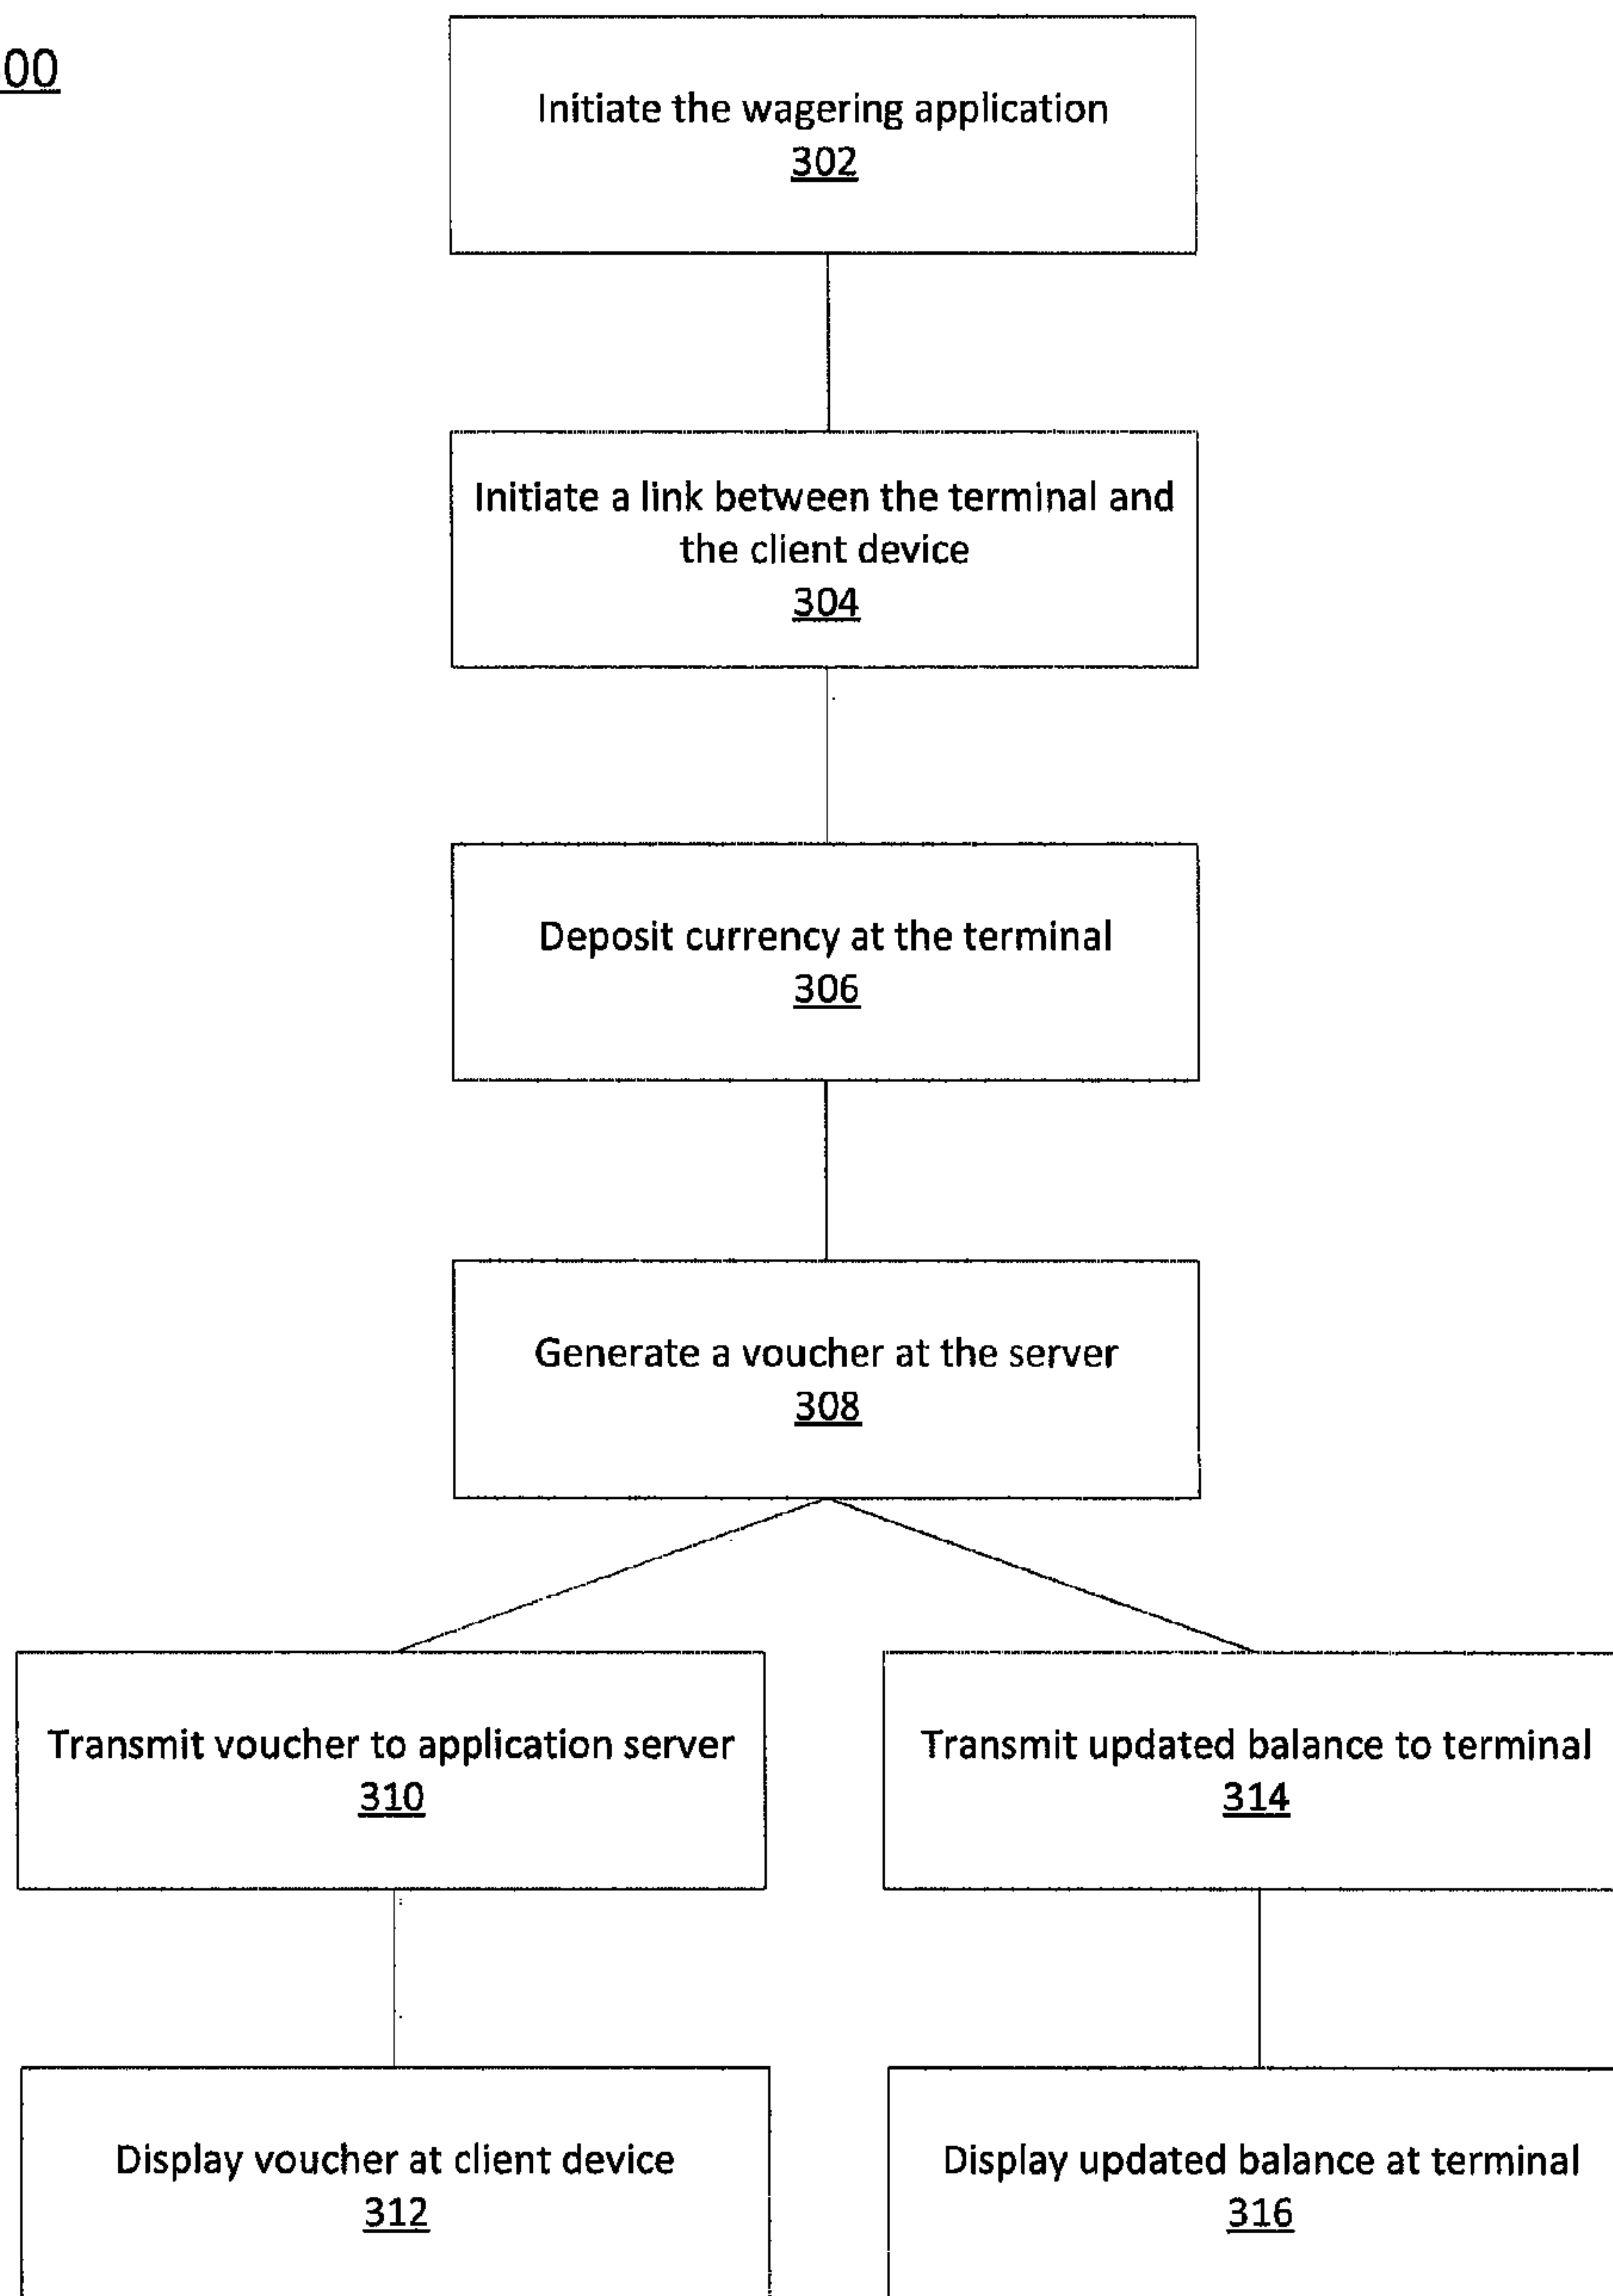 00
Initiate the wagering application
302
Initiate a link between the terminal and
the client device
304
Deposit currency at the terminal
306
Generate a voucher at the server
308
Transmit voucher to application server
310
Transmit updated balance to terminal
314
Display voucher at client device
312
Display updated balance at terminal
316